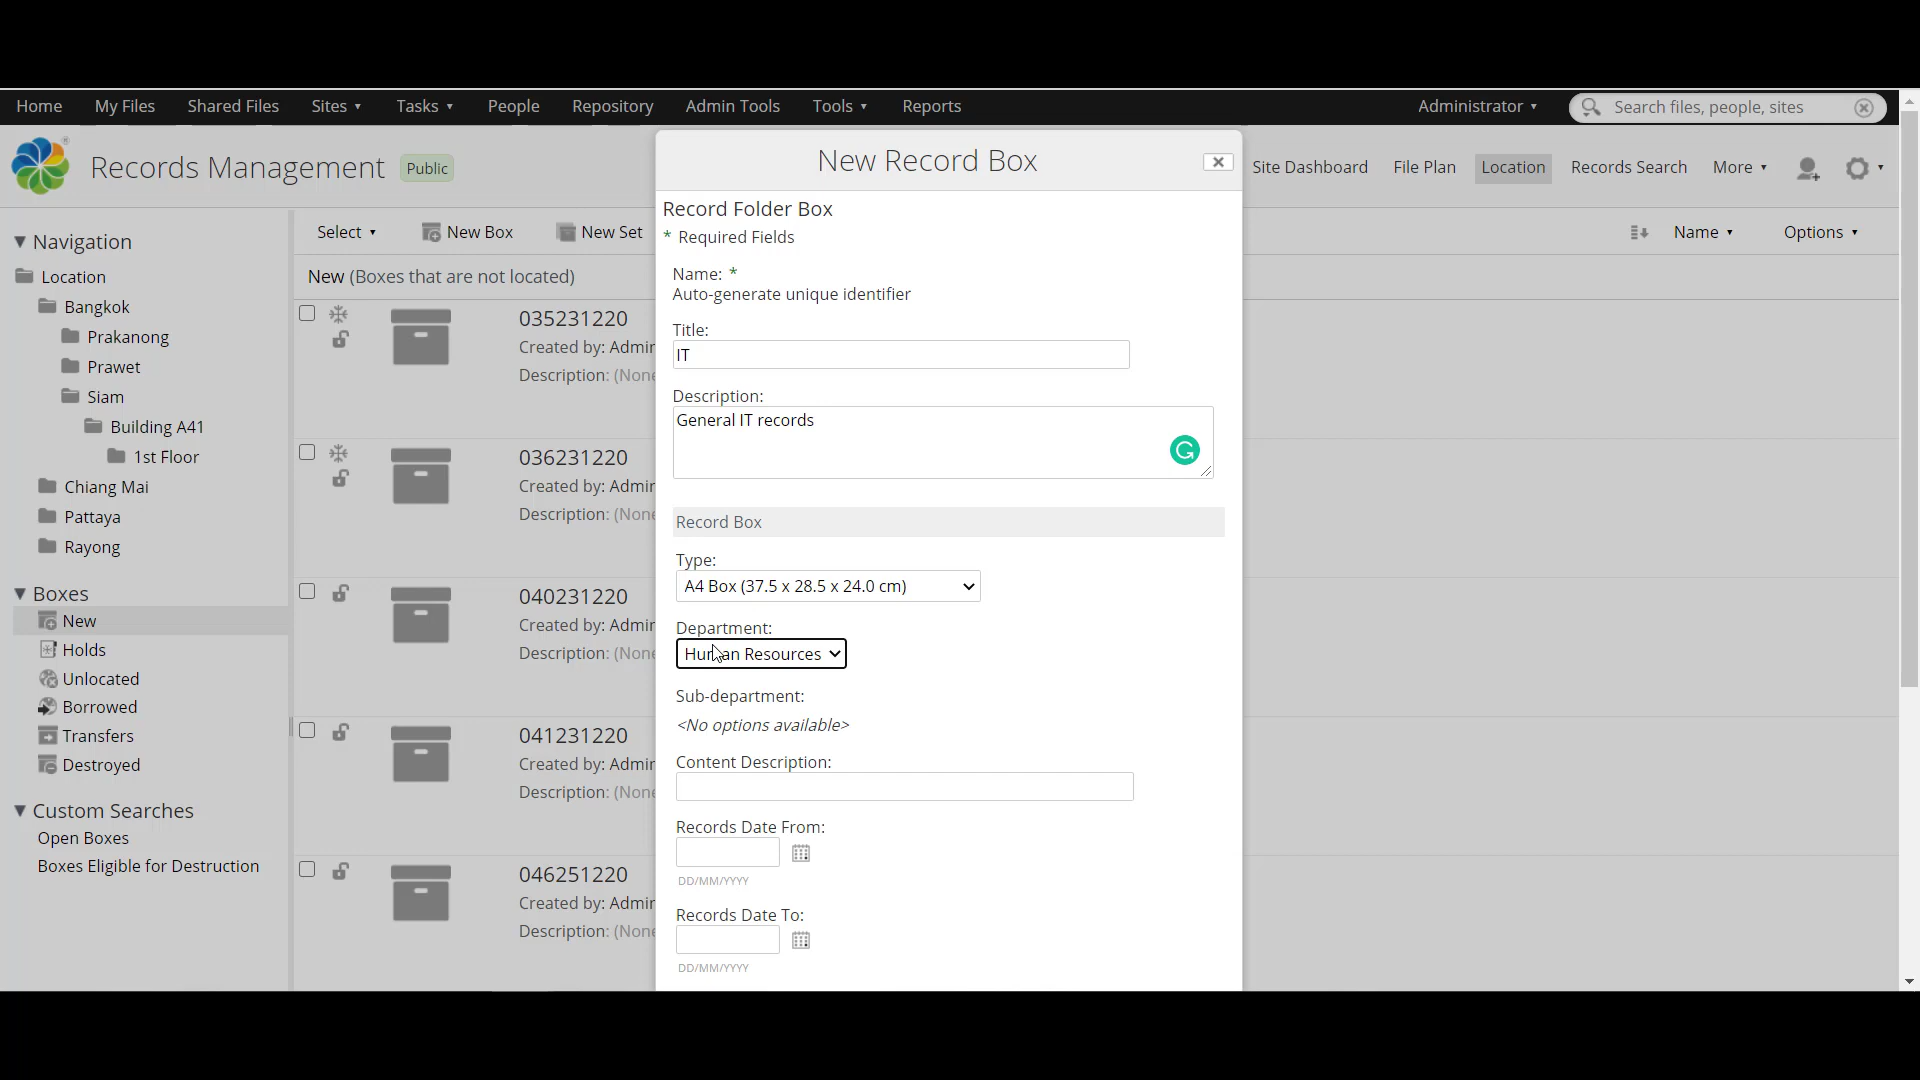 Home My Files Shared Files Sites Tasks People Repository Admin Tools Tools Reports Administrator Search files, people, sites
Records Management Public
Site Dashboard File Plan Location Records Search More
Navigation
Location
Bangkok
Prakanong
Prawet
Siam
Building A41
1st Floor
Chiang Mai
Pattaya
Rayong
Boxes
New
Holds
Unlocated
Borrowed
Transfers
Destroyed
Custom Searches
Open Boxes
Boxes Eligible for Destruction
Select New Box New Set Name Options
New (Boxes that are not located)
035231220
Created by: Admir
Description: (None
036231220
Created by: Admir
Description: (None
040231220
Created by: Admir
Description: (None
041231220
Created by: Admir
Description: (None
046251220
Created by: Admir
Description: (None
New Record Box
Record Folder Box
* Required Fields
Name: *
Auto-generate unique identifier
Title:
IT
Description:
General IT records
Record Box
Type:
A4 Box (37.5 x 28.5 x 24.0 cm)
Department:
Human Resources
Sub-department:
<No options available>
Content Description:
Records Date From:
DD/MM/YYYY
Records Date To:
DD/MM/YYYY